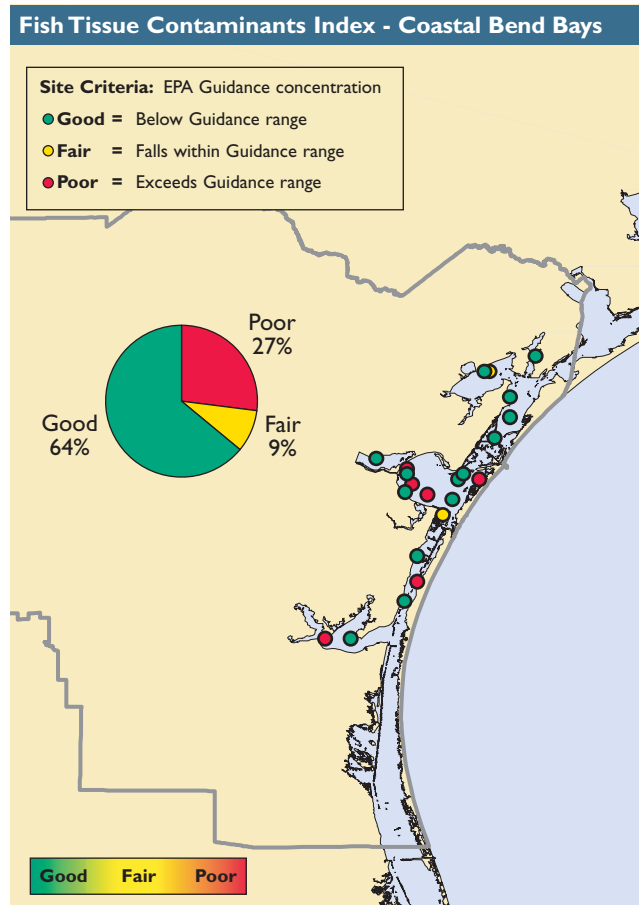 Fish Tissue Contaminants Index - Coastal Bend Bays
Site Criteria: EPA Guidance concentration
Good = Below Guidance range
Fair = Falls within Guidance range
Poor = Exceeds Guidance range
Poor
27%
Good
64%
Fair
9%
Good Fair Poor